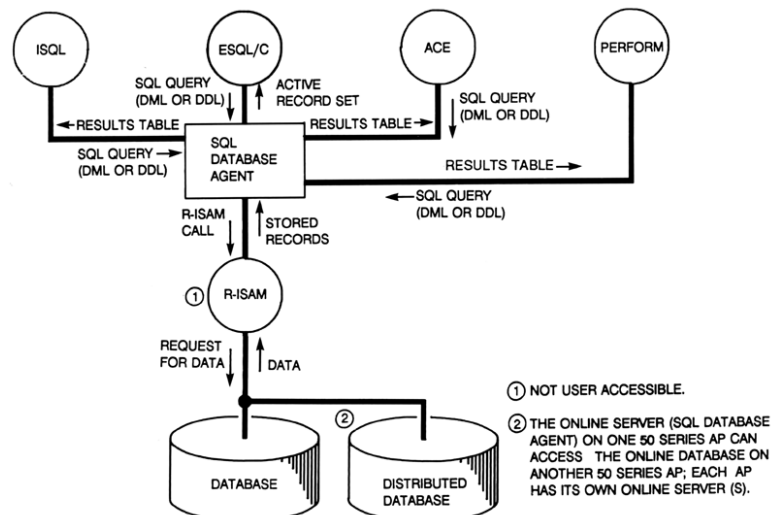 ISQL
ESQL/C
ACE
PERFORM
SQL QUERY
(DML OR DDL)
ACTIVE
RECORD SET
SQL QUERY
(DML OR DDL)
RESULTS TABLE
RESULTS TABLE
SQL
DATABASE
AGENT
SQL QUERY
(DML OR DDL)
RESULTS TABLE
SQL QUERY
(DML OR DDL)
R-ISAM
CALL
STORED
RECORDS
1
R-ISAM
REQUEST
FOR DATA
DATA
2
DATABASE
DISTRIBUTED
DATABASE
1 NOT USER ACCESSIBLE.
2 THE ONLINE SERVER (SQL DATABASE
AGENT) ON ONE 50 SERIES AP CAN
ACCESS THE ONLINE DATABASE ON
ANOTHER 50 SERIES AP; EACH AP
HAS ITS OWN ONLINE SERVER (S).